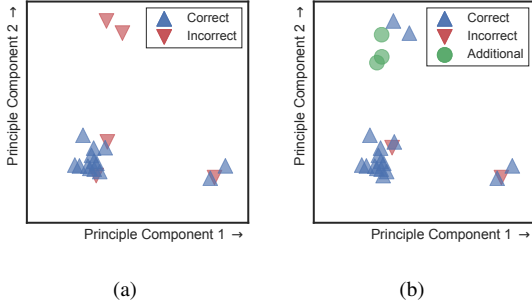 Principle Component 2 →
Correct
Incorrect
Principle Component 1 →
(a)
Principle Component 2 →
Correct
Incorrect
Additional
Principle Component 1 →
(b)